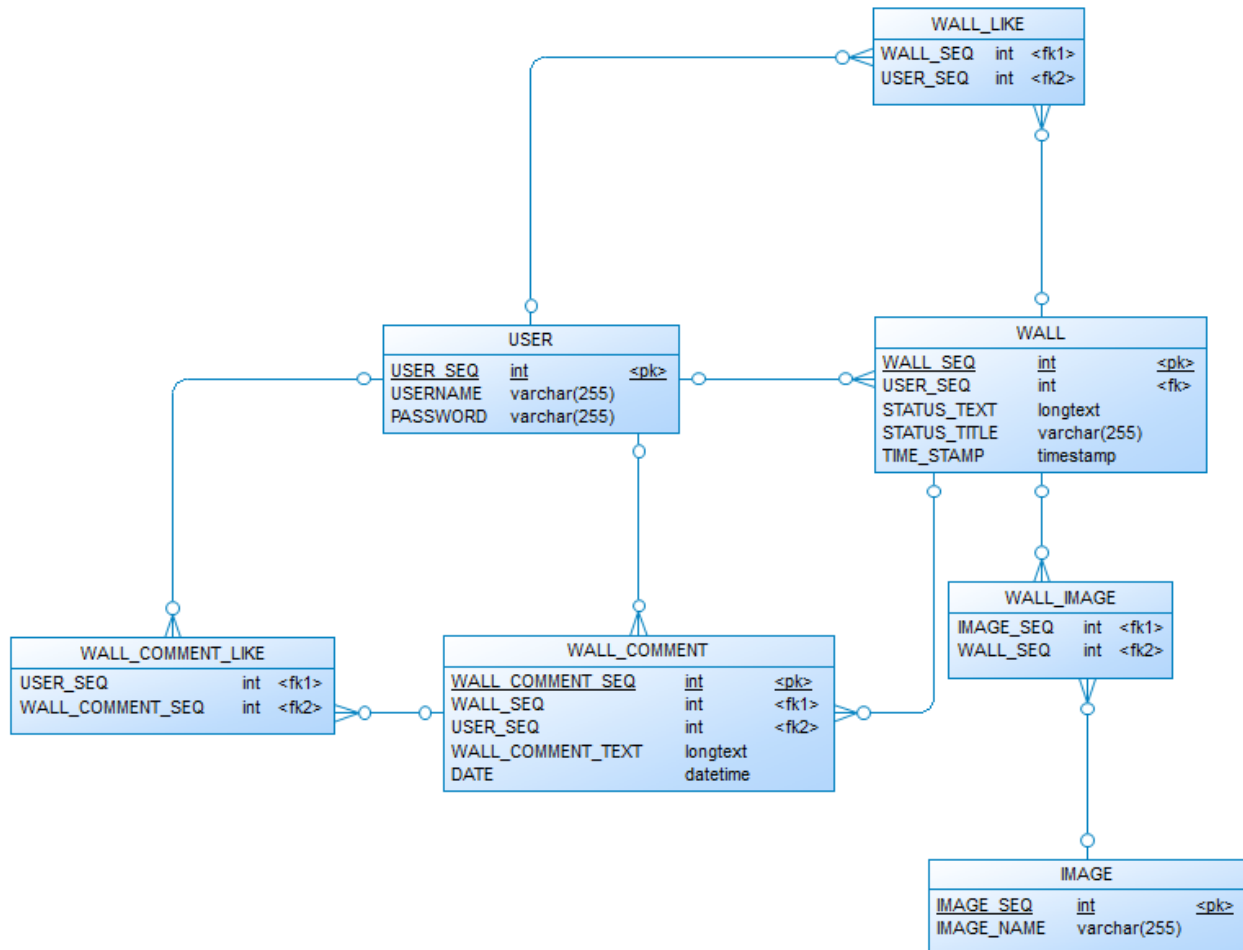 WALL_LIKE
WALL_SEQ int <fk1>
USER_SEQ int <fk2>
USER
USER_SEQ int <pk>
USERNAME varchar(255)
PASSWORD varchar(255)
WALL
WALL_SEQ int <pk>
USER_SEQ int <fk>
STATUS_TEXT longtext
STATUS_TITLE varchar(255)
TIME_STAMP timestamp
WALL_IMAGE
IMAGE_SEQ int <fk1>
WALL_SEQ int <fk2>
WALL_COMMENT_LIKE
USER_SEQ int <fk1>
WALL_COMMENT_SEQ int <fk2>
WALL_COMMENT
WALL_COMMENT_SEQ int <pk>
WALL_SEQ int <fk1>
USER_SEQ int <fk2>
WALL_COMMENT_TEXT longtext
DATE datetime
IMAGE
IMAGE_SEQ int <pk>
IMAGE_NAME varchar(255)